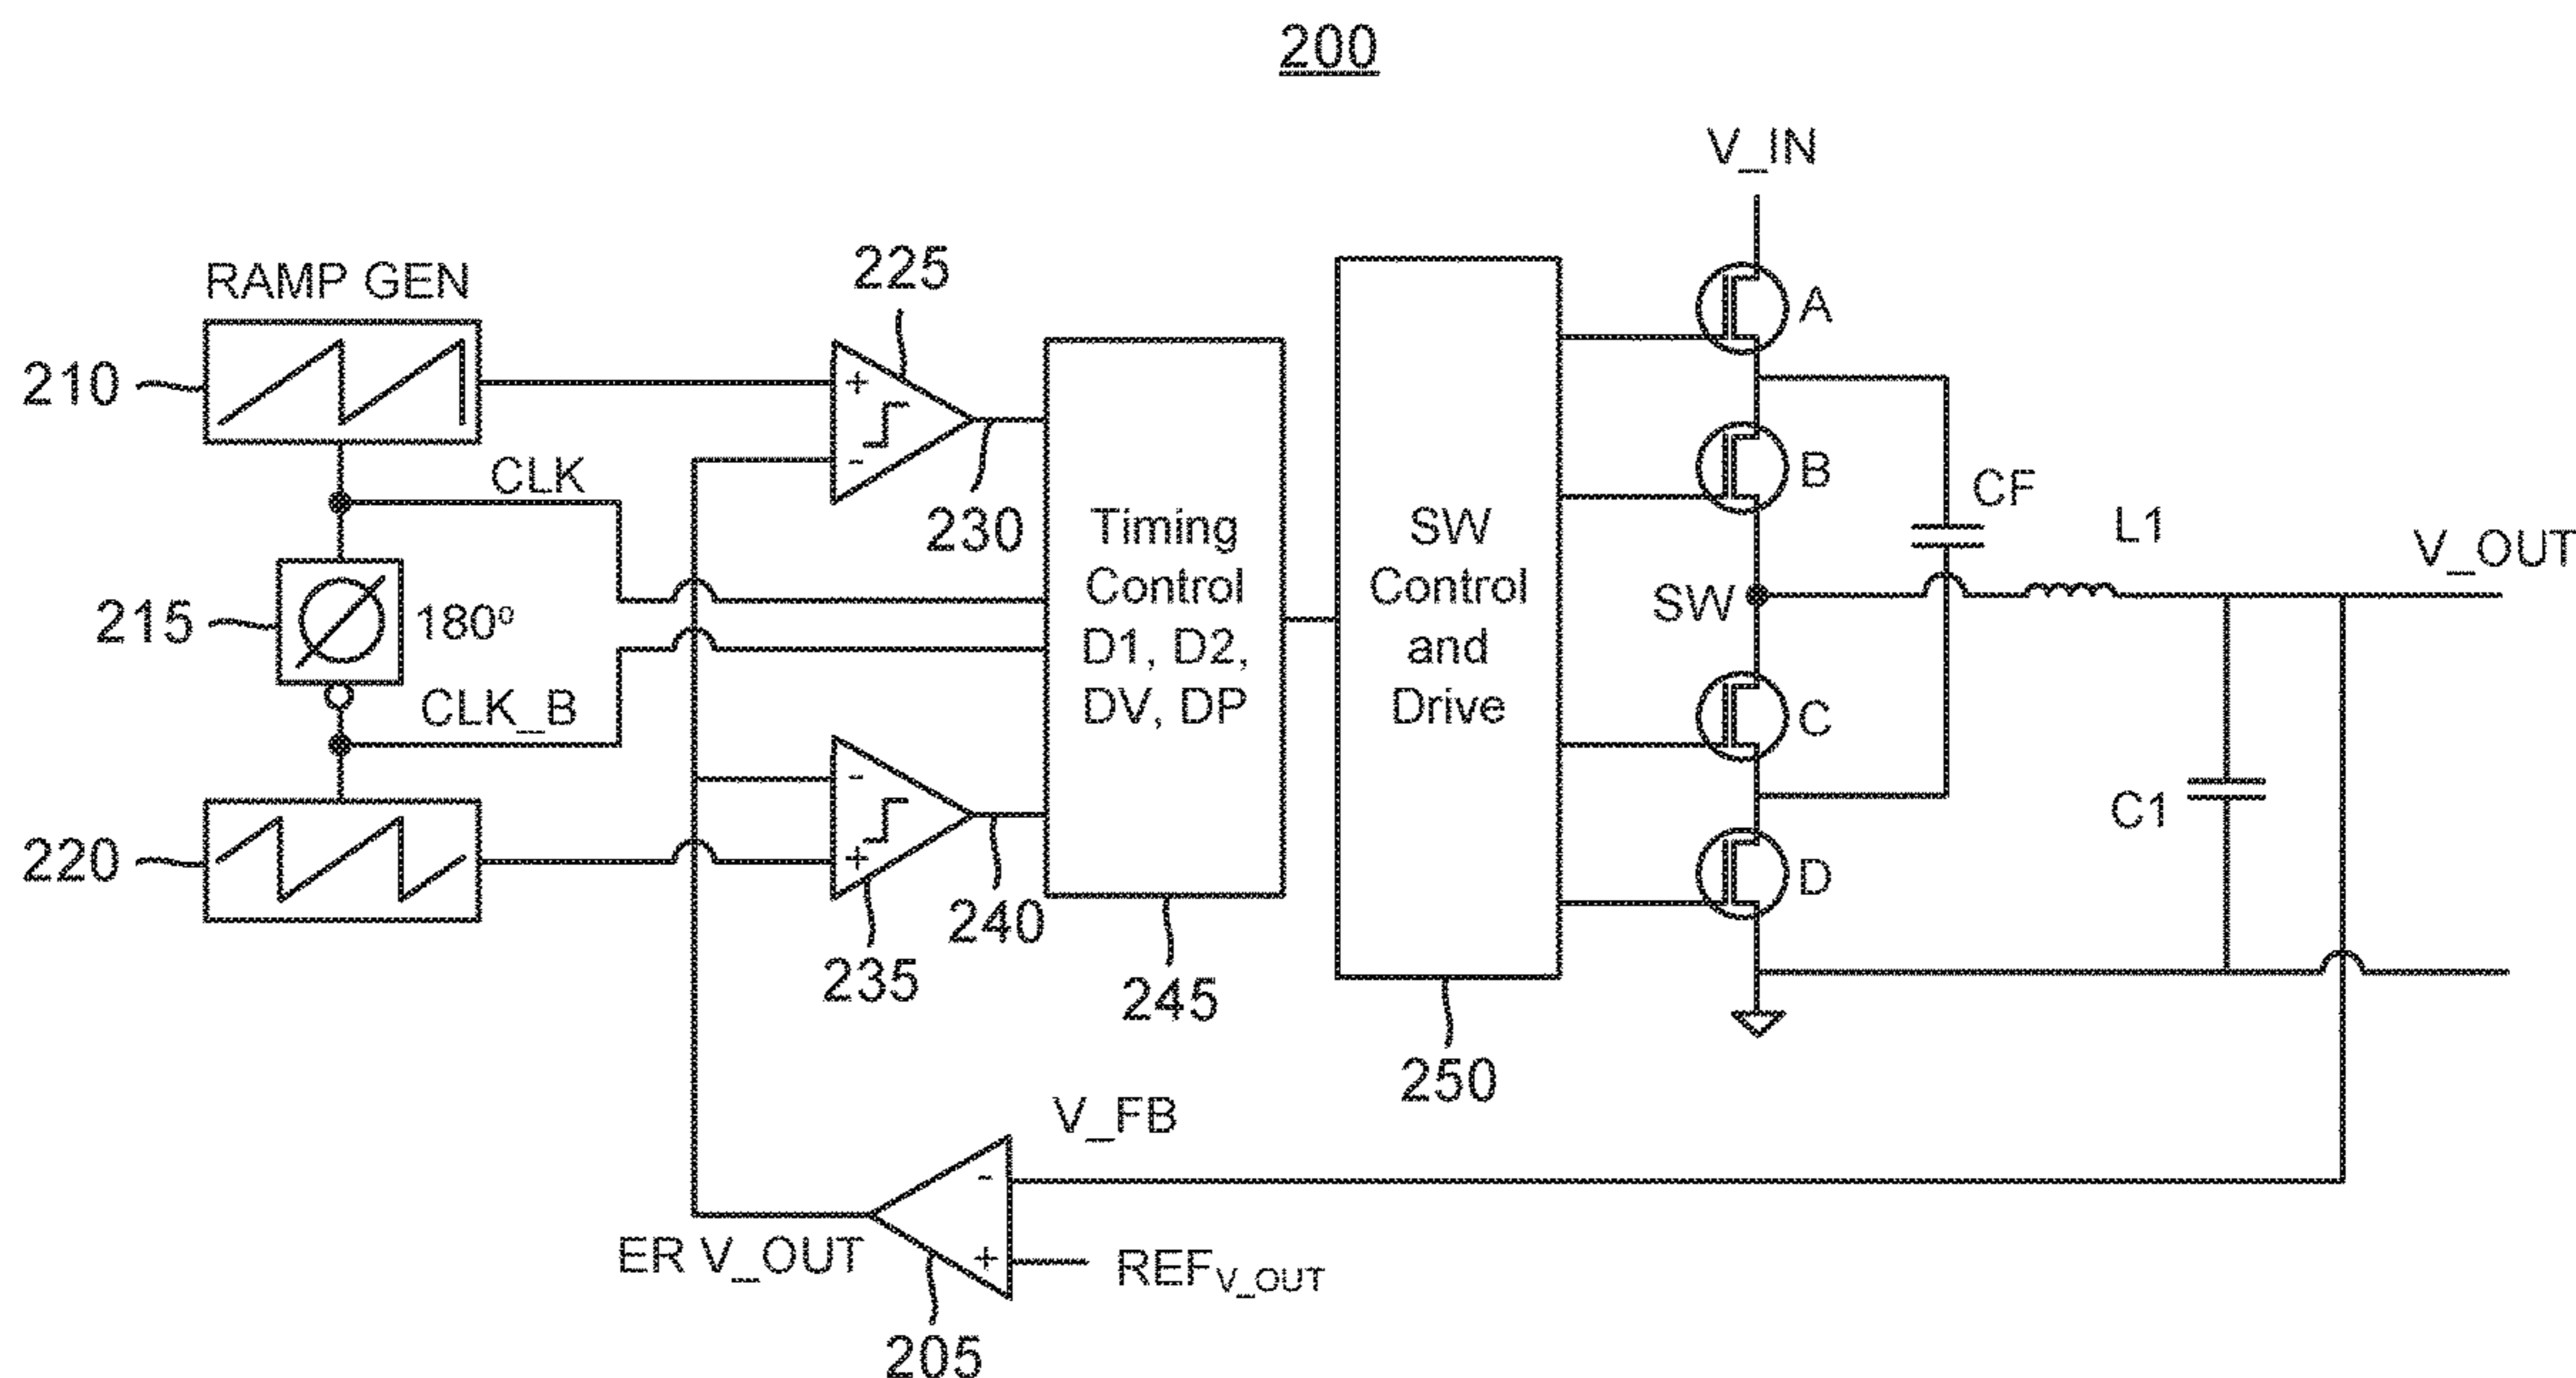 200
V_IN
RAMP GEN
225
A
210
+
-
CLK
230
B
CF
L1
V_OUT
Timing
Control
D1, D2,
DV, DP
SW
Control
and
Drive
215
180º
SW
CLK_B
C
-
+
220
240
235
245
D
C1
250
V_FB
-
+
ER V_OUT
REFV_OUT
205